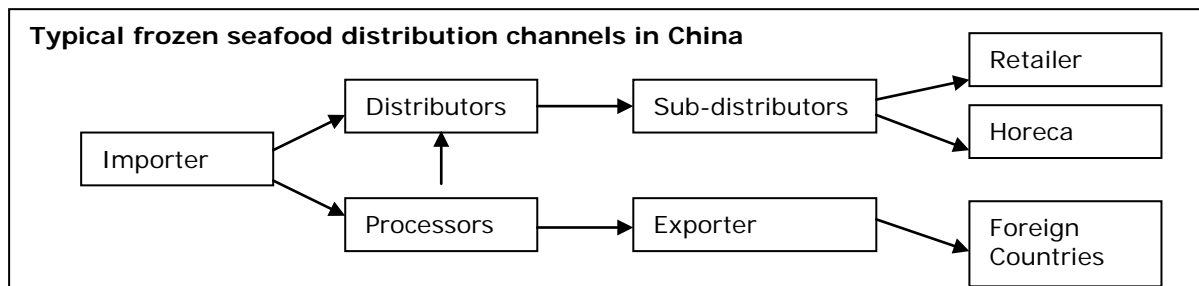 Typical frozen seafood distribution channels in China
Retailer
Distributors
Sub-distributors
Horeca
Importer
Processors
Exporter
Foreign
Countries